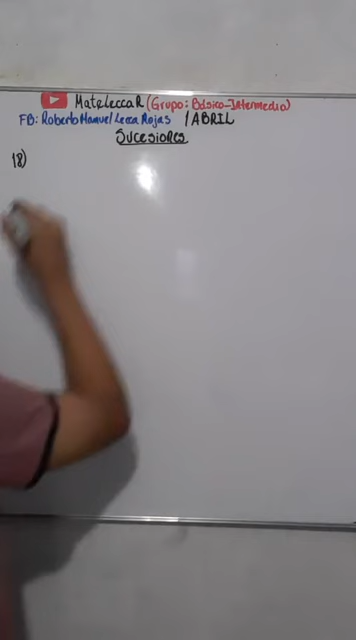 MateLeccaR (Grupo: Básico-Intermedio)
FB: Roberto Manuel Lecca Rojas / ABRIL
Sucesiones
18)